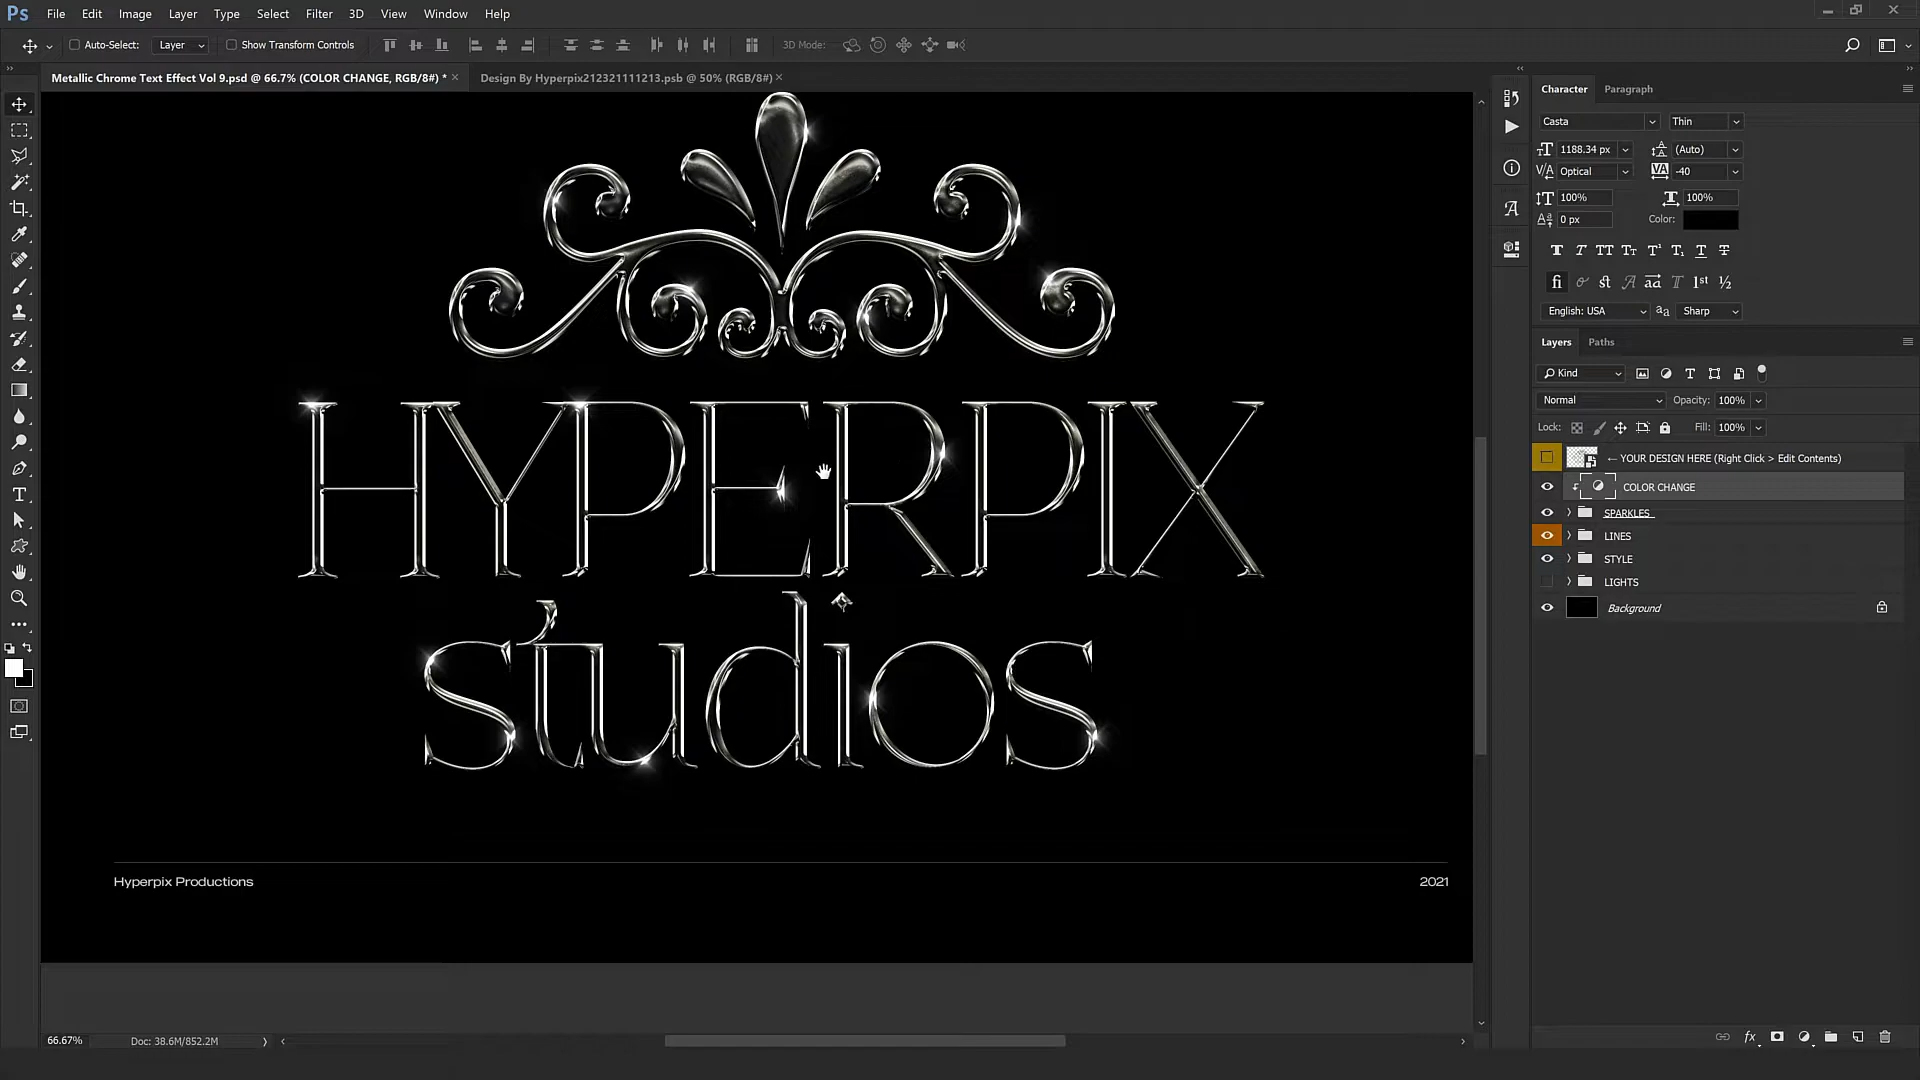 Ps File Edit Image Layer Type Select Filter 3D View Window Help
Auto-Select: Layer Show Transform Controls 3D Mode:
Metallic Chrome Text Effect Vol 9.psd @ 66.7% (COLOR CHANGE, RGB/8#) * × Design By Hyperpix212321111213.psb @ 50% (RGB/8#) ×
Character Paragraph
Casta Thin
1188.34 px (Auto)
Optical -40
100% 100%
0 px Color:
English: USA Sharp
Layers Paths
Kind
Normal Opacity: 100%
Lock: Fill: 100%
←YOUR DESIGN HERE (Right Click > Edit Contents)
COLOR CHANGE
SPARKLES
LINES
STYLE
LIGHTS
Background
HYPERPIX
studios
Hyperpix Productions 2021
66.67% Doc: 38.6M/852.2M